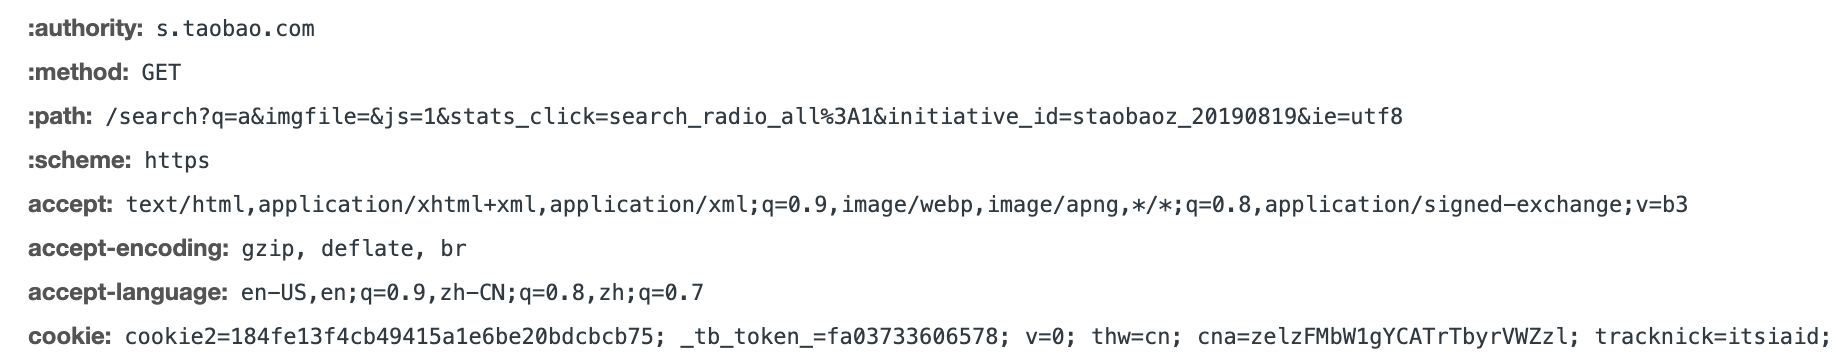 :authority: s.taobao.com
:method: GET
:path: /search?q=a&imgfile=&js=1&stats_click=search_radio_all%3A1&initiative_id=staobaoz_20190819&ie=utf8
:scheme: https
accept: text/html,application/xhtml+xml,application/xml;q=0.9,image/webp,image/apng,*/*;q=0.8,application/signed-exchange;v=b3
accept-encoding: gzip, deflate, br
accept-language: en-US,en;q=0.9,zh-CN;q=0.8,zh;q=0.7
cookie: cookie2=184fe13f4cb49415a1e6be20bdcbcb75; _tb_token_=fa03733606578; v=0; thw=cn; cna=zelzFMbW1gYCATrTbyrVWZzl; tracknick=itsiaid;